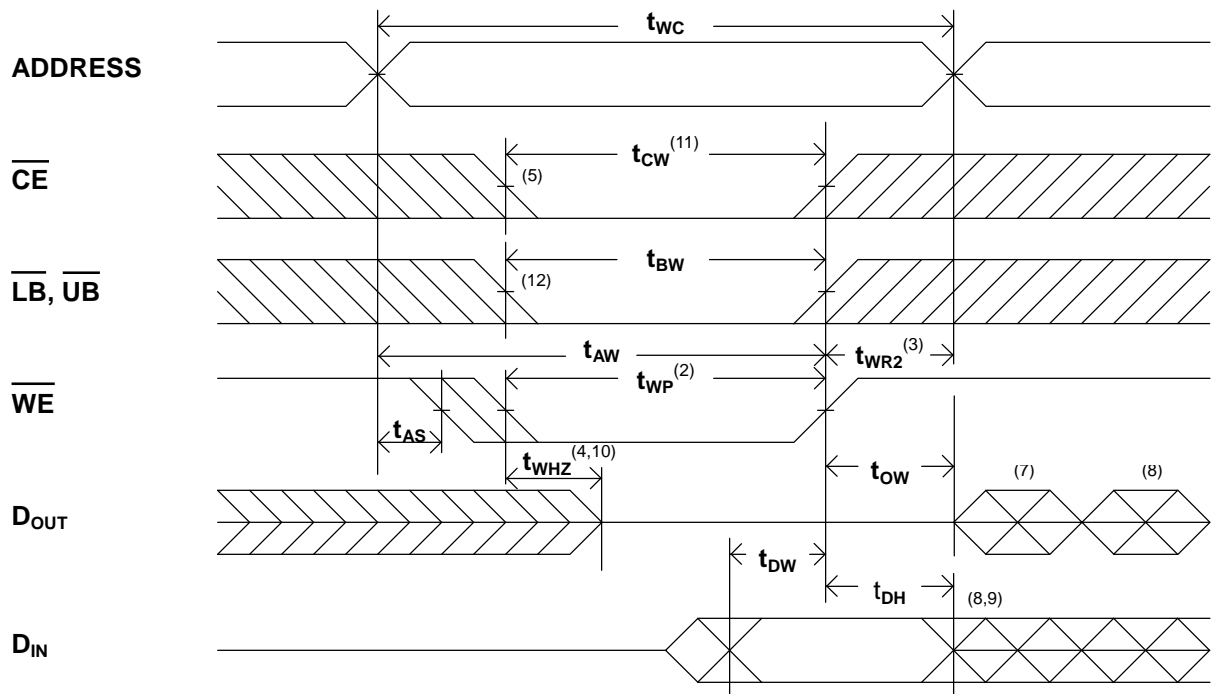 tWC
ADDRESS
tCW(11)
CE
(5)
tBW
LB, UB
(12)
tAW
tWR2(3)
tWP(2)
WE
tAS
tWHZ(4,10)
tOW
(7)
(8)
DOUT
tDW
tDH
(8,9)
DIN